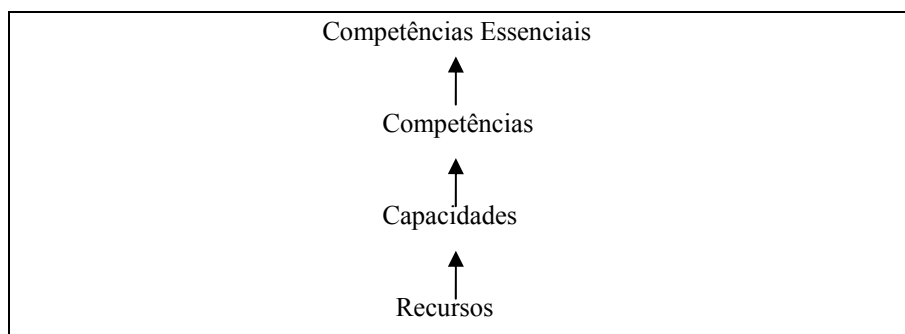 Competências Essenciais
Competências
Capacidades
Recursos